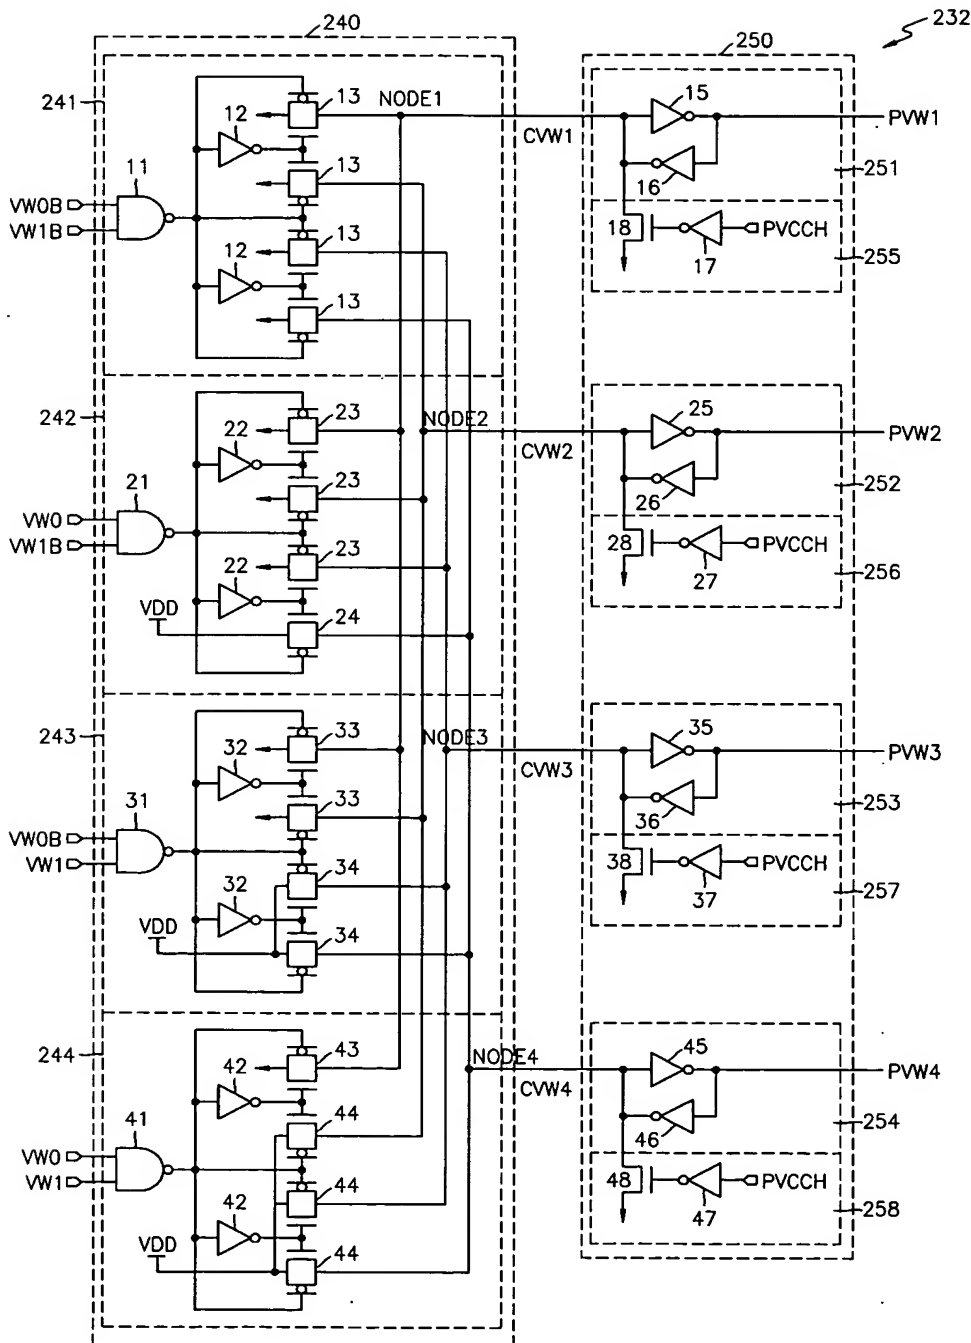 232
240
250
241
12
13
NODE1
15
PVW1
CVW1
11
13
16
251
VW0B
VW1B
13
18
17
PVCCH
255
12
13
242
22
23
NODE2
25
PVW2
CVW2
21
23
26
252
VW0
VW1B
23
28
27
PVCCH
256
22
VDD
24
243
32
33
NODE3
35
PVW3
CVW3
31
33
36
253
VW0B
VW1
34
38
37
PVCCH
257
32
VDD
34
244
42
43
NODE4
45
PVW4
CVW4
41
44
46
254
VW0
VW1
44
48
47
PVCCH
258
42
VDD
44